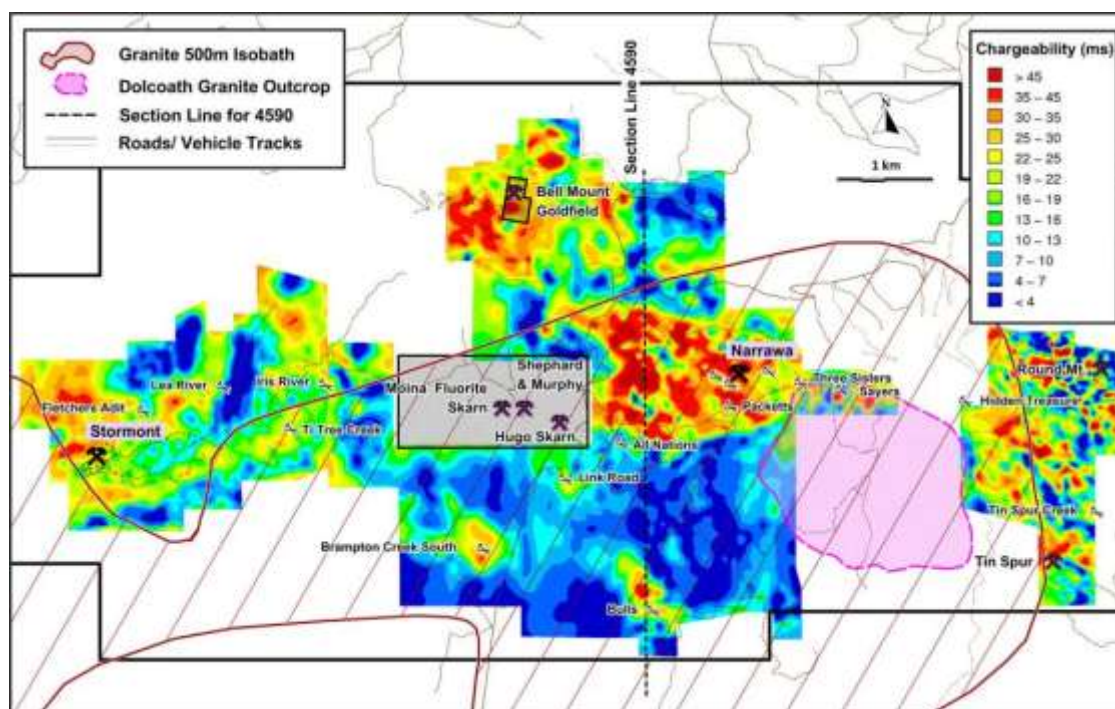 Granite 500m Isobath
Dolcoath Granite Outcrop
Section Line for 4590
Roads/ Vehicle Tracks
Section Line 4590
N
1 km
Chargeability (ms)
> 45
35 – 45
30 – 35
25 – 30
22 – 25
19 – 22
16 – 19
13 – 16
10 – 13
7 – 10
4 – 7
< 4
Bell Mount
Goldfield
Narrawa
Three Sisters
Sayers
Packetts
Round Mt
Hidden Treasure
Shephard
& Murphy
Moina Fluorite
Skarn
Hugo Skarn
Lea River
Iris River
Fletchers Adit
Stormont
Ti Tree Creek
All Nations
Link Road
Brampton Creek South
Bulls
Tin Spur Creek
Tin Spur